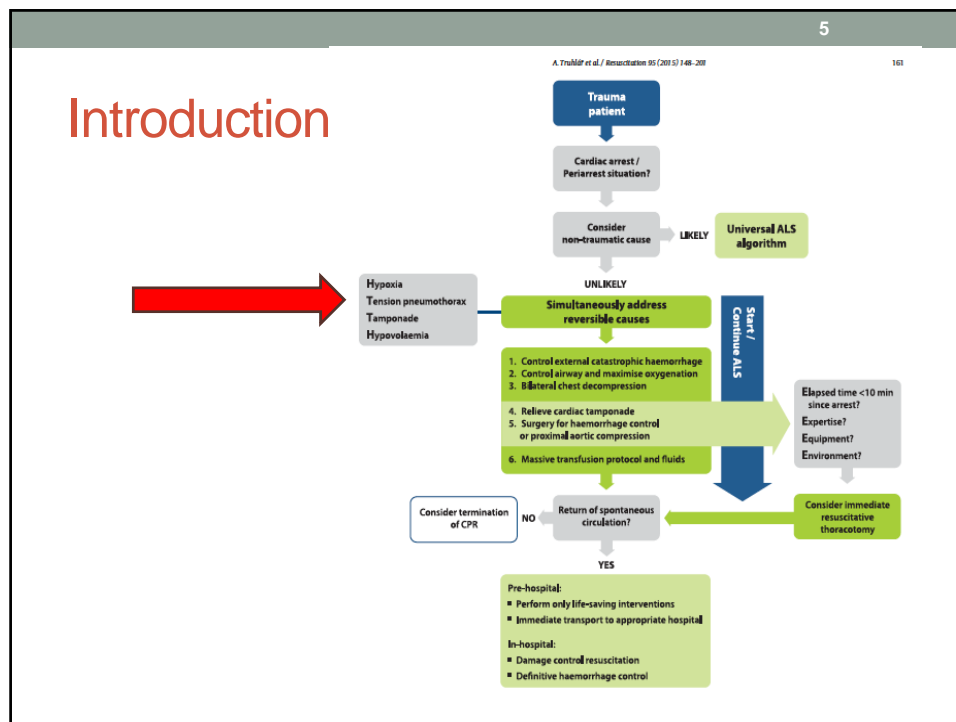 5
A. Truhlář et al./ Resuscitation 95 (2015) 148–201
161
Introduction
Trauma
patient
Cardiac arrest /
Periarrest situation?
Consider
non-traumatic cause
LIKELY
Universal ALS
algorithm
UNLIKELY
Hypoxia
Tension pneumothorax
Tamponade
Hypovolaemia
Simultaneously address
reversible causes
Start /
Continue ALS
1. Control external catastrophic haemorrhage
2. Control airway and maximise oxygenation
3. Bilateral chest decompression
4. Relieve cardiac tamponade
5. Surgery for haemorrhage control
or proximal aortic compression
6. Massive transfusion protocol and fluids
Elapsed time <10 min
since arrest?
Expertise?
Equipment?
Environment?
Consider immediate
resuscitative
thoracotomy
Return of spontaneous
circulation?
NO
Consider termination
of CPR
YES
Pre-hospital:
▪ Perform only life-saving interventions
▪ Immediate transport to appropriate hospital
In-hospital:
▪ Damage control resuscitation
▪ Definitive haemorrhage control